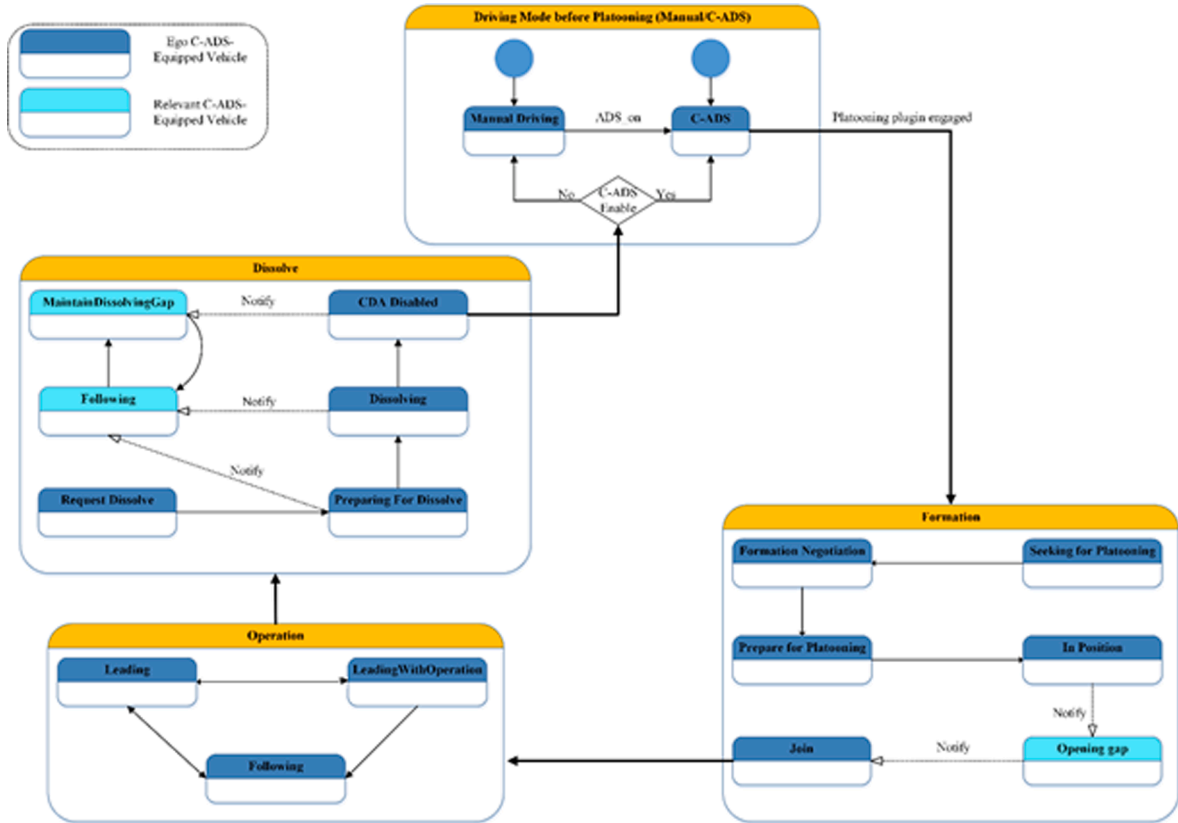 Ego C-ADS-
Equipped Vehicle
Relevant C-ADS-
Equipped Vehicle
Driving Mode before Platooning (Manual/C-ADS)
Manual Driving
ADS_on
C-ADS
Platooning plugin engaged
No
C-ADS
Enable
Yes
Dissolve
MaintainDissolvingGap
Notify
CDA Disabled
Following
Notify
Dissolving
Notify
Request Dissolve
Preparing For Dissolve
Formation
Formation Negotiation
Seeking for Platooning
Prepare for Platooning
In Position
Notify
Join
Notify
Opening gap
Operation
Leading
LeadingWithOperation
Following